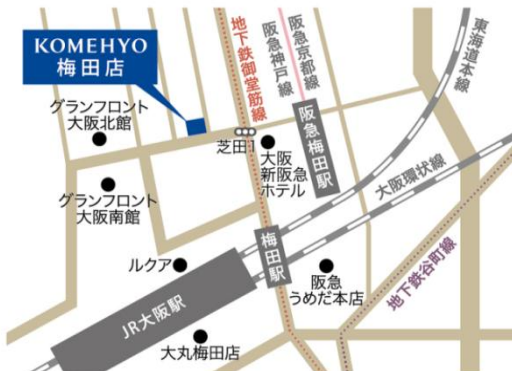 KOMEHYO
梅田店
グランフロント
大阪北館
グランフロント
大阪南館
地下鉄御堂筋線
阪急神戸線
阪急京都線
東海道本線
芝田1
大阪
新阪急
ホテル
阪急梅田駅
大阪環状線
梅田駅
ルクア
阪急
うめだ本店
地下鉄谷町線
JR大阪駅
大丸梅田店